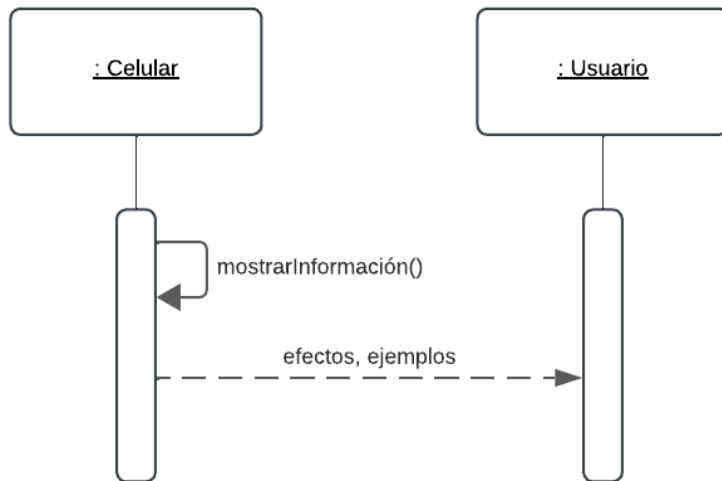 : Celular
: Usuario
mostrarInformación()
efectos, ejemplos